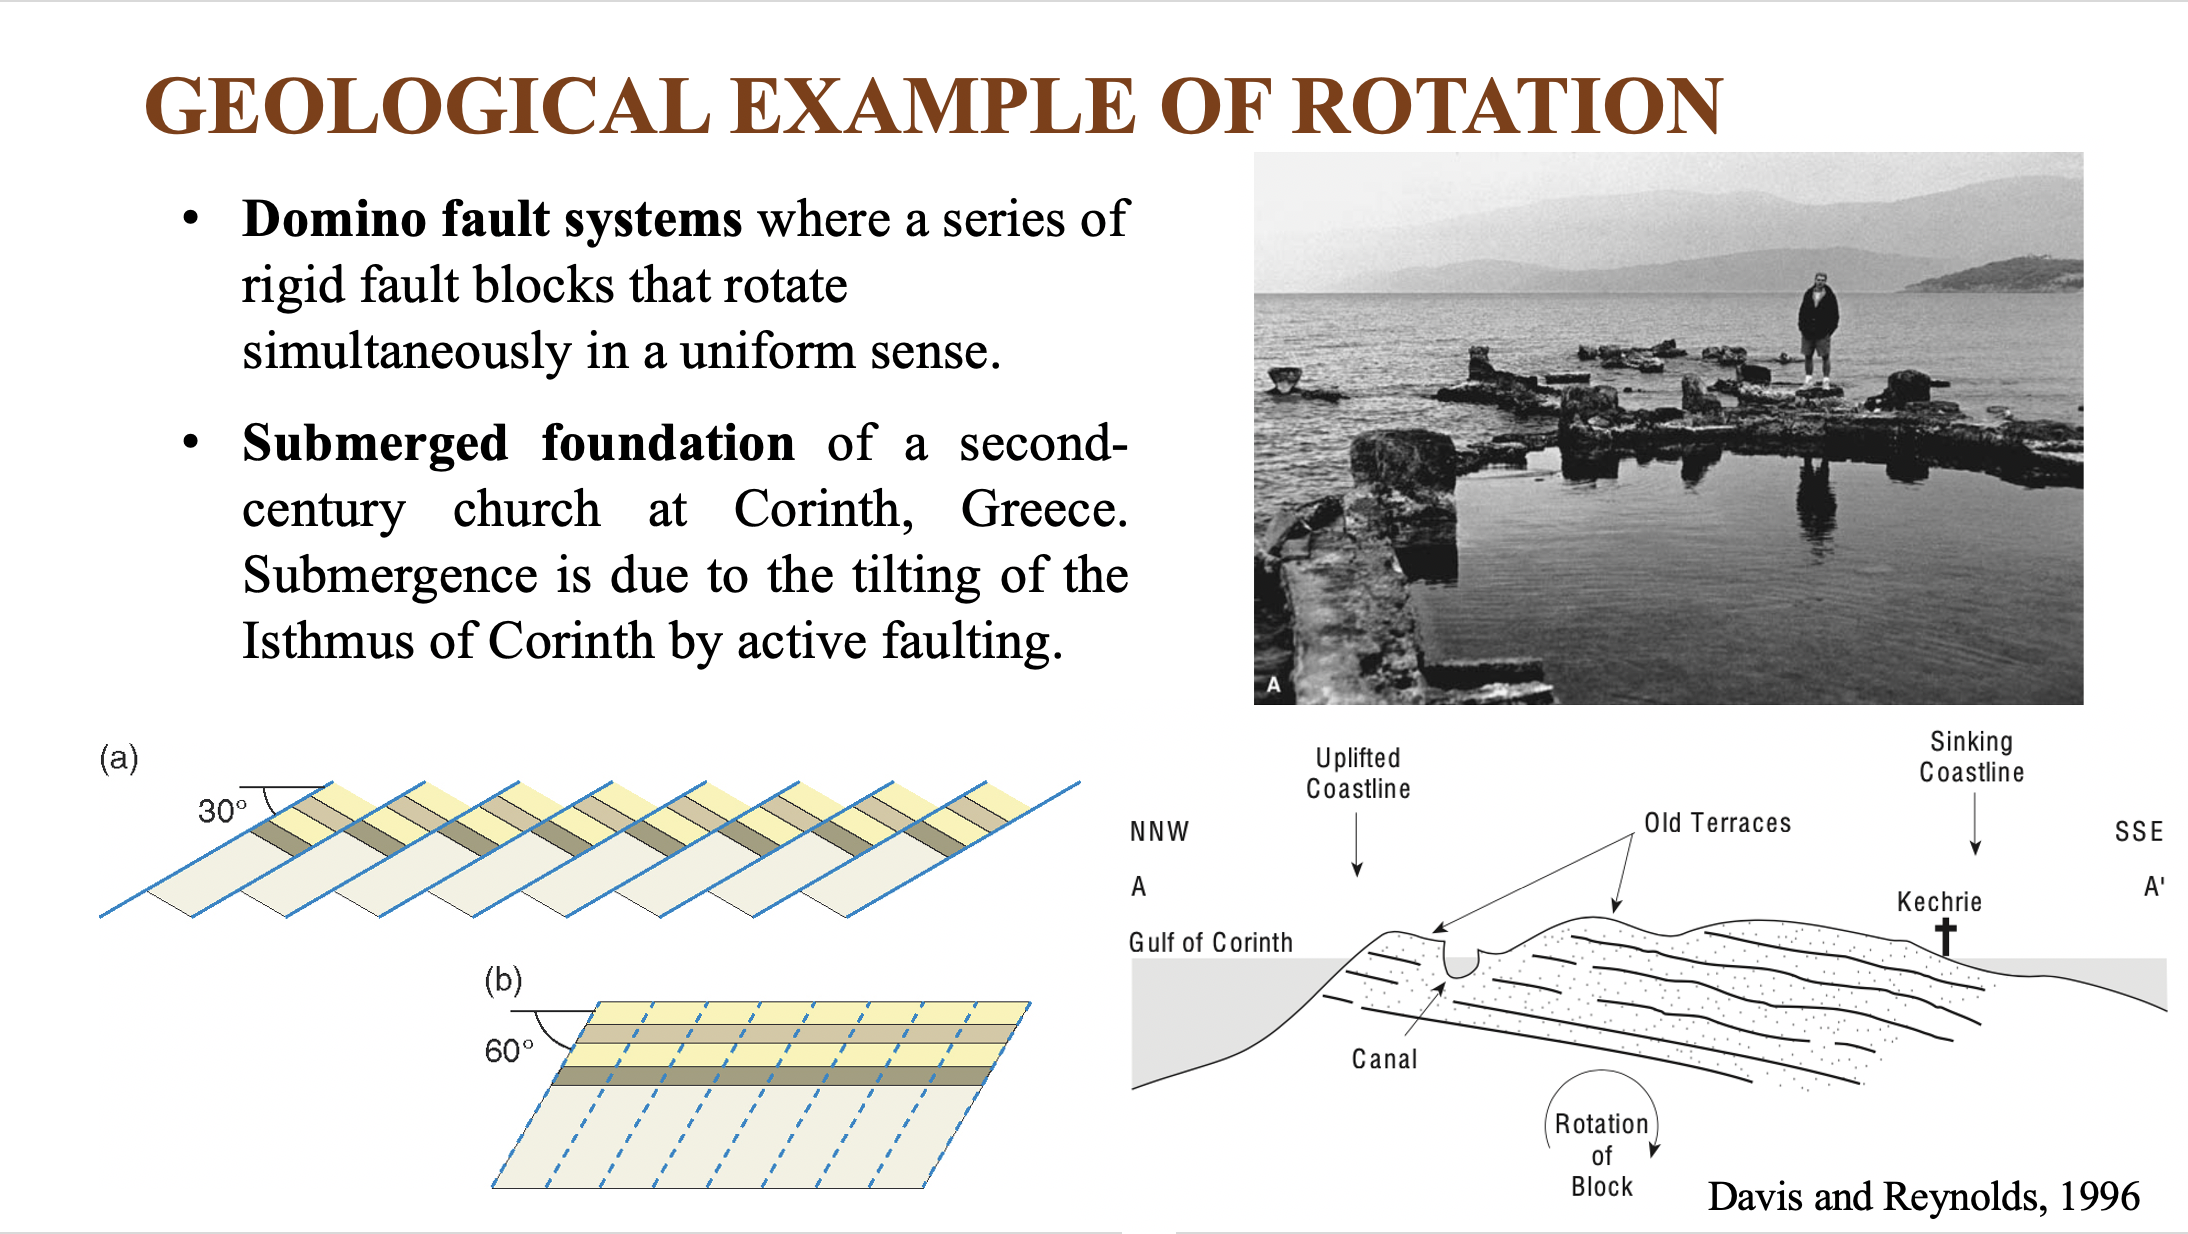 GEOLOGICAL EXAMPLE OF ROTATION
• Domino fault systems where a series of
rigid fault blocks that rotate
simultaneously in a uniform sense.
• Submerged foundation of a second-
century church at Corinth, Greece.
Submergence is due to the tilting of the
Isthmus of Corinth by active faulting.
A
(a)
30°
(b)
60°
Uplifted
Coastline
Sinking
Coastline
Old Terraces
NNW
SSE
A
A'
Kechrie
Gulf of Corinth
Canal
Rotation
of
Block
Davis and Reynolds, 1996